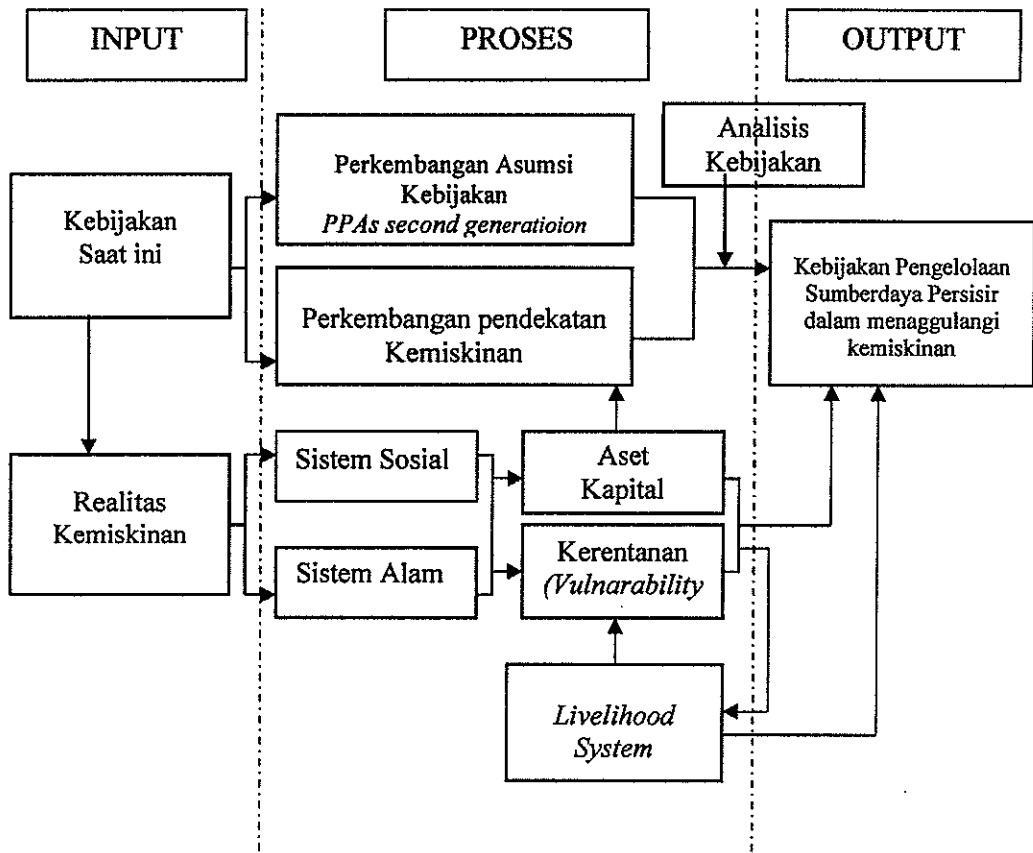 INPUT
PROSES
OUTPUT
Analisis
Kebijakan
Perkembangan Asumsi
Kebijakan
PPAs second generatioion
Kebijakan
Saat ini
Kebijakan Pengelolaan
Sumberdaya Persisir
dalam menaggulangi
kemiskinan
Perkembangan pendekatan
Kemiskinan
Sistem Sosial
Aset
Kapital
Realitas
Kemiskinan
Sistem Alam
Kerentanan
(Vulnarability
Livelihood
System